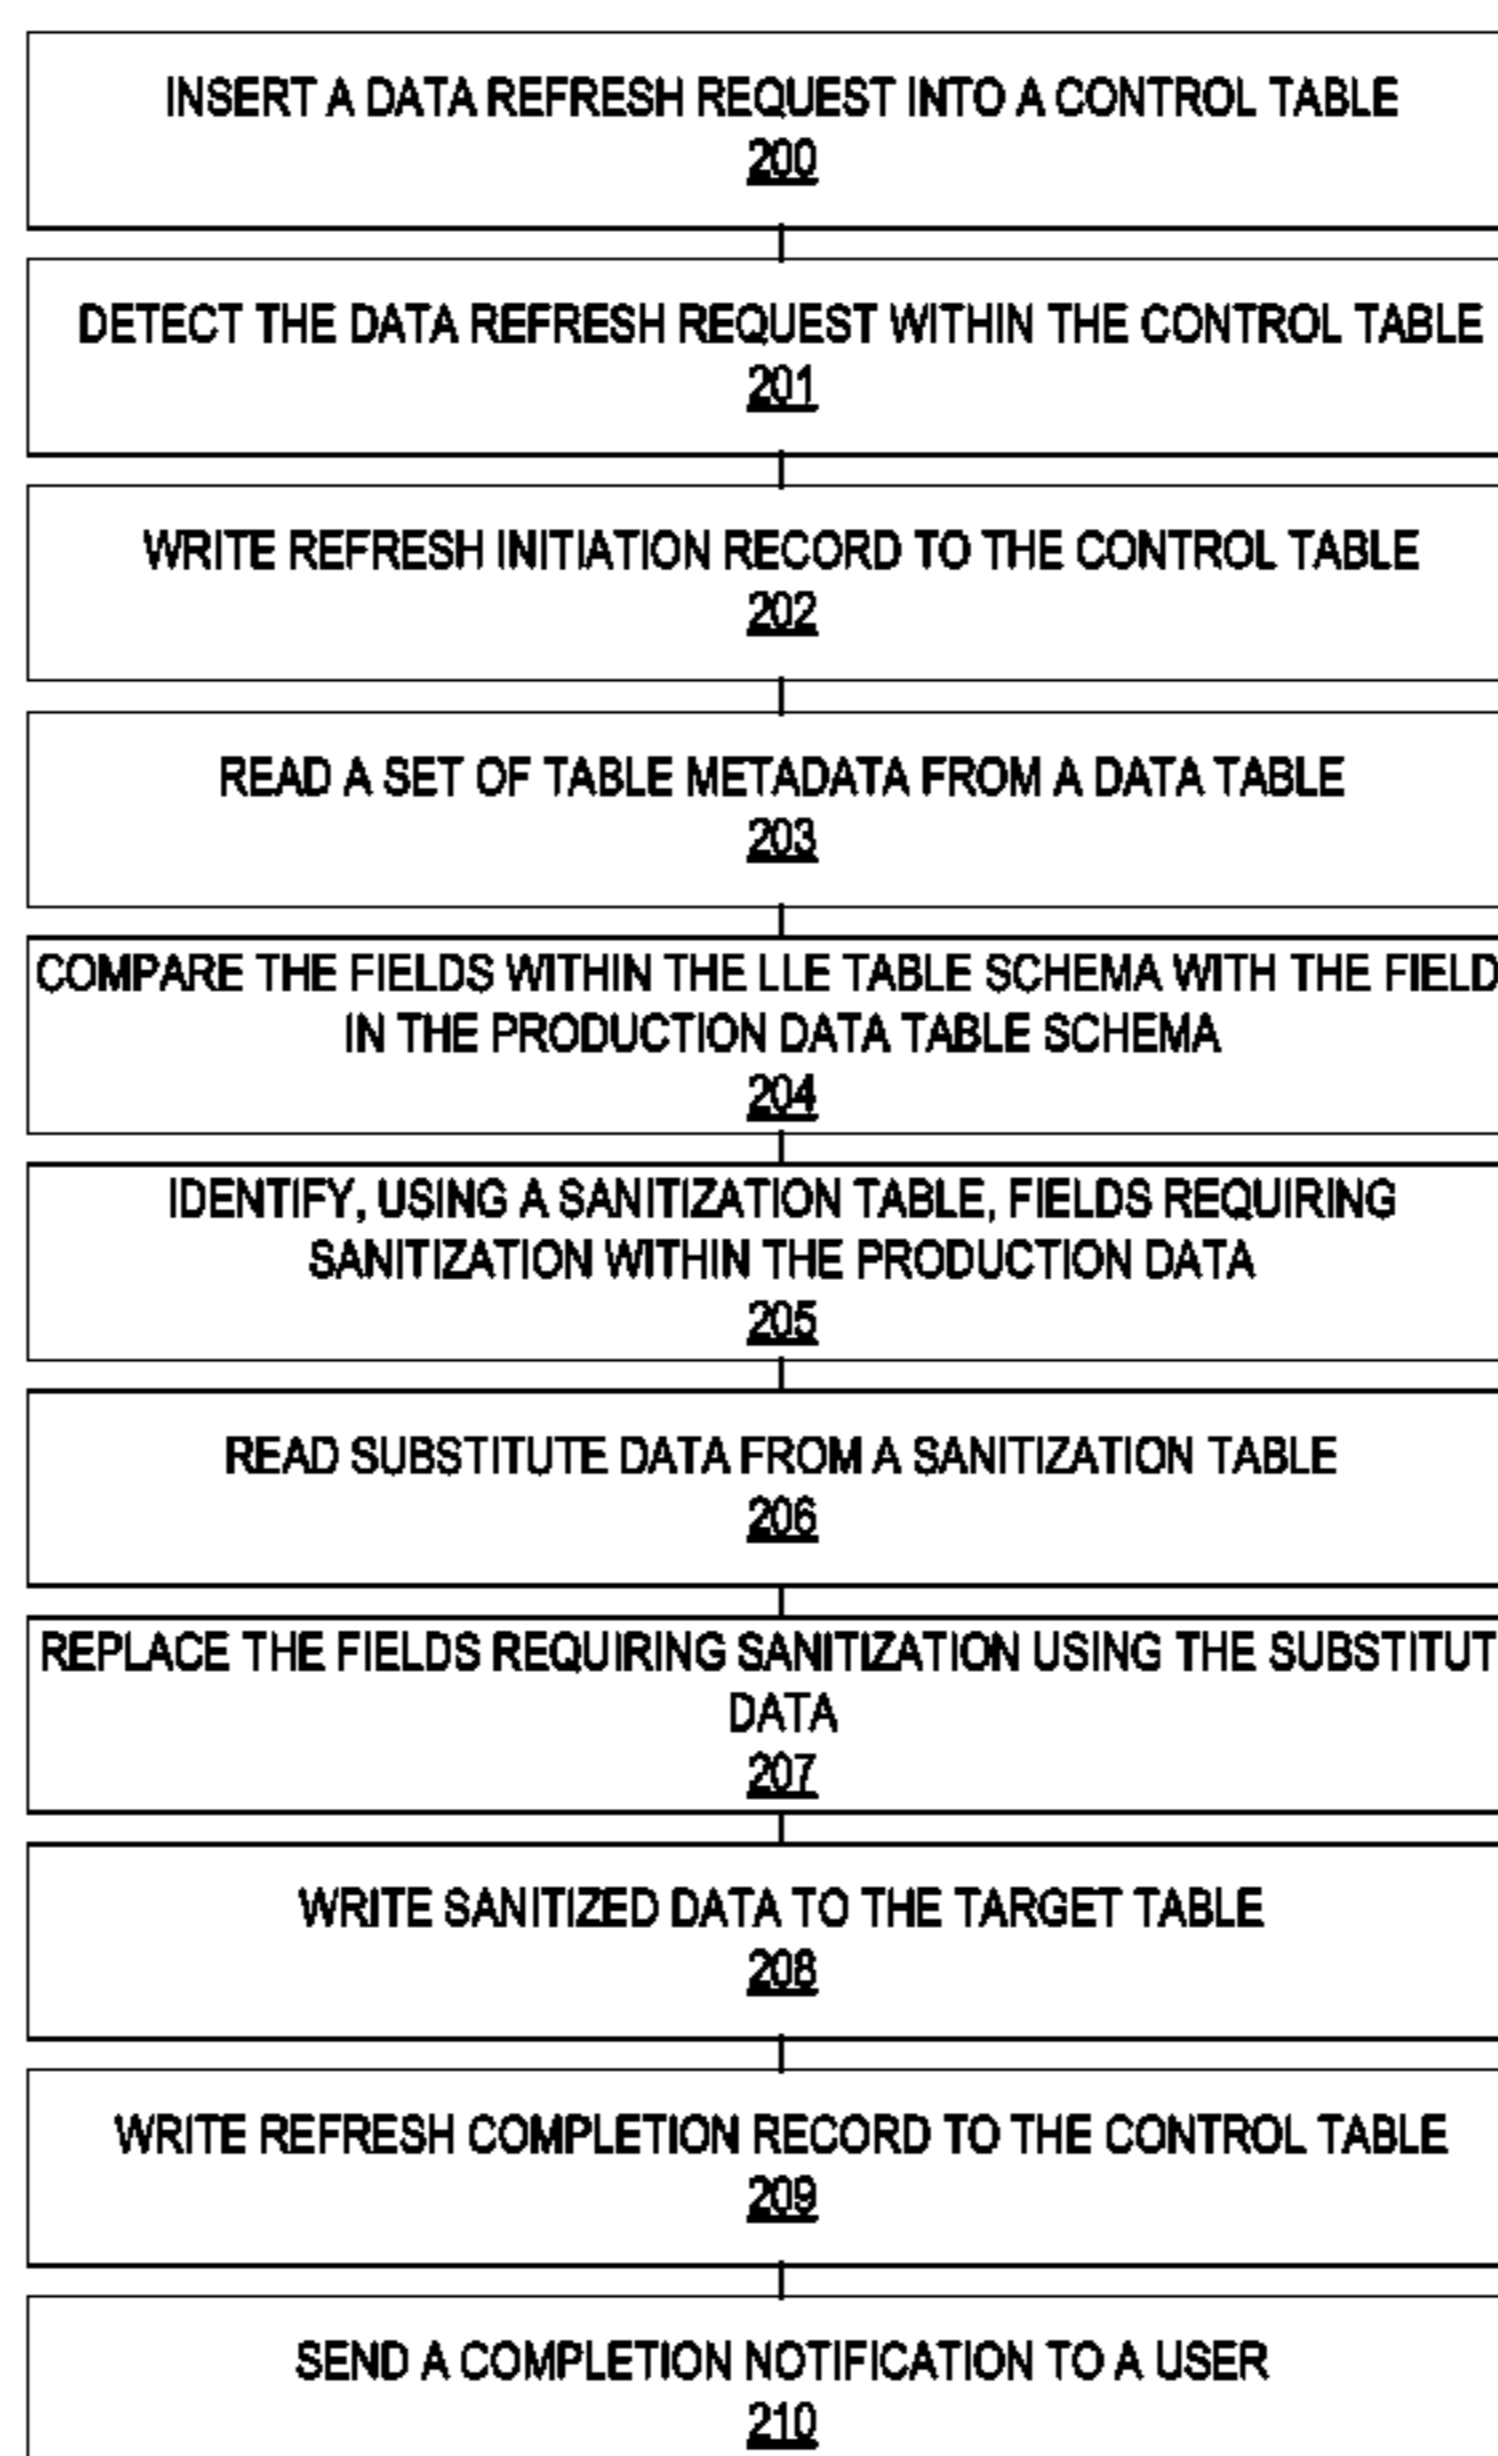 INSERT A DATA REFRESH REQUEST INTO A CONTROL TABLE
200
DETECT THE DATA REFRESH REQUEST WITHIN THE CONTROL TABLE
201
WRITE REFRESH INITIATION RECORD TO THE CONTROL TABLE
202
READ A SET OF TABLE METADATA FROM A DATA TABLE
203
COMPARE THE FIELDS WITHIN THE LLE TABLE SCHEMA WITH THE FIELD
IN THE PRODUCTION DATA TABLE SCHEMA
204
IDENTIFY, USING A SANITIZATION TABLE, FIELDS REQUIRING
SANITIZATION WITHIN THE PRODUCTION DATA
205
READ SUBSTITUTE DATA FROM A SANITIZATION TABLE
206
REPLACE THE FIELDS REQUIRING SANITIZATION USING THE SUBSTITUT
DATA
207
WRITE SANITIZED DATA TO THE TARGET TABLE
208
WRITE REFRESH COMPLETION RECORD TO THE CONTROL TABLE
209
SEND A COMPLETION NOTIFICATION TO A USER
210